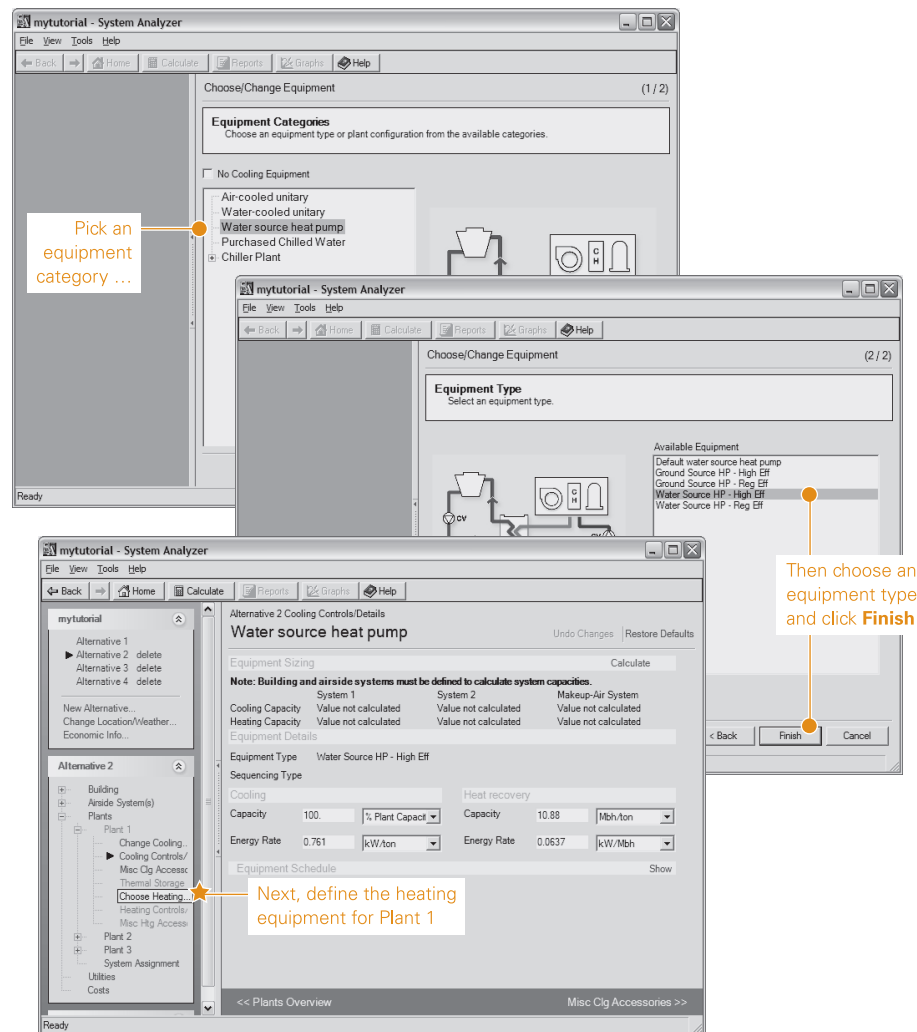 mytutorial - System Analyzer
File View Tools Help
Back Home Calculate Reports Graphs Help
Choose/Change Equipment (1 / 2)
Equipment Categories
Choose an equipment type or plant configuration from the available categories.
No Cooling Equipment
Air-cooled unitary
Water-cooled unitary
Water source heat pump
Purchased Chilled Water
Chiller Plant
C
H
Ready
Pick an
equipment
category …
mytutorial - System Analyzer
File View Tools Help
Back Home Calculate Reports Graphs Help
Choose/Change Equipment (2 / 2)
Equipment Type
Select an equipment type.
Available Equipment
Default water source heat pump
Ground Source HP - High Eff
Ground Source HP - Reg Eff
Water Source HP - High Eff
Water Source HP - Reg Eff
C
H
CV
< Back Finish Cancel
Then choose an
equipment type
and click Finish
mytutorial - System Analyzer
File View Tools Help
Back Home Calculate Reports Graphs Help
mytutorial
Alternative 1
Alternative 2 delete
Alternative 3 delete
Alternative 4 delete
New Alternative...
Change Location/Weather...
Economic Info...
Alternative 2
Building
Airside System(s)
Plants
Plant 1
Change Cooling..
Cooling Controls/
Misc Clg Accessc
Thermal Storage
Choose Heating...
Heating Controls/
Misc Htg Access
Plant 2
Plant 3
System Assignment
Utilities
Costs
Alternative 2 Cooling Controls/Details
Water source heat pump Undo Changes Restore Defaults
Equipment Sizing Calculate
Note: Building and airside systems must be defined to calculate system capacities.
System 1 System 2 Makeup-Air System
Cooling Capacity Value not calculated Value not calculated Value not calculated
Heating Capacity Value not calculated Value not calculated Value not calculated
Equipment Details
Equipment Type Water Source HP - High Eff
Sequencing Type
Cooling Heat recovery
Capacity 100. % Plant Capacit Capacity 10.88 Mbh/ton
Energy Rate 0.761 kW/ton Energy Rate 0.0637 kW/Mbh
Equipment Schedule Show
Next, define the heating
equipment for Plant 1
<< Plants Overview Misc Clg Accessories >>
Ready